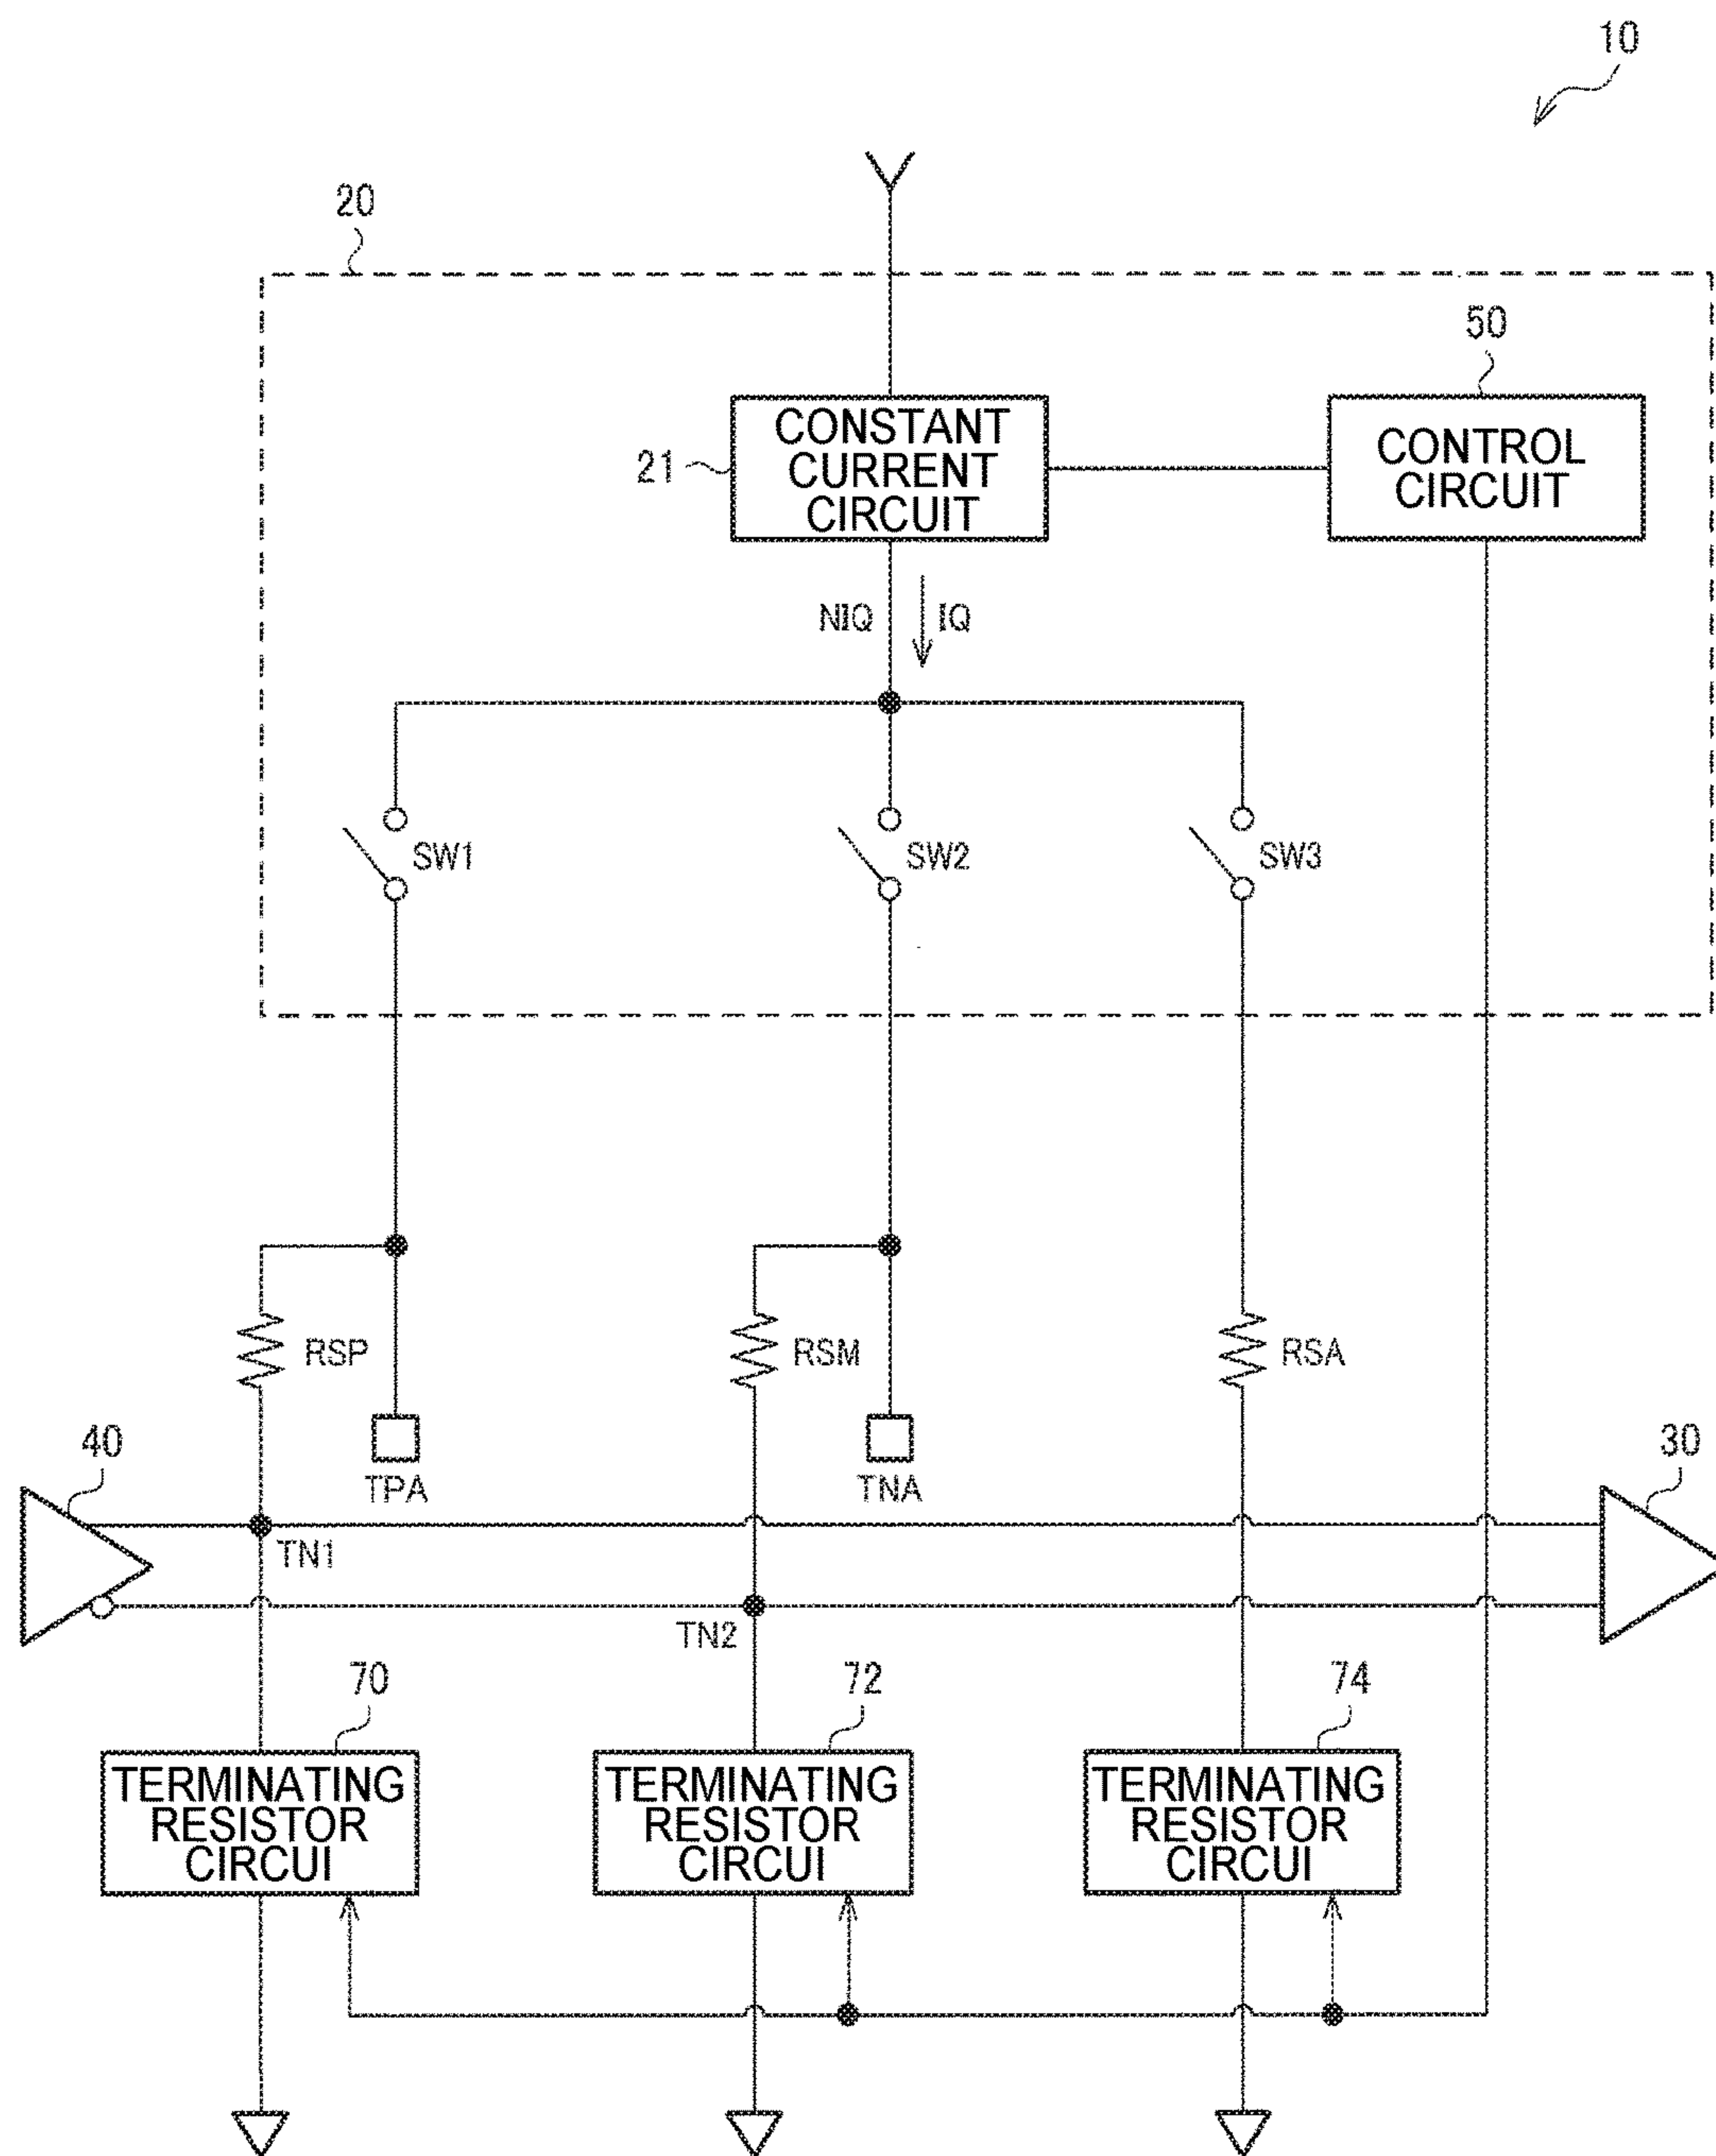 10
20
50
CONSTANT
CURRENT
CIRCUIT
21
CONTROL
CIRCUIT
NIQ
IQ
SW1
SW2
SW3
RSP
RSM
RSA
40
TPA
TNA
30
TN1
TN2
70
72
74
TERMINATING
RESISTOR
CIRCUI
TERMINATING
RESISTOR
CIRCUI
TERMINATING
RESISTOR
CIRCUI